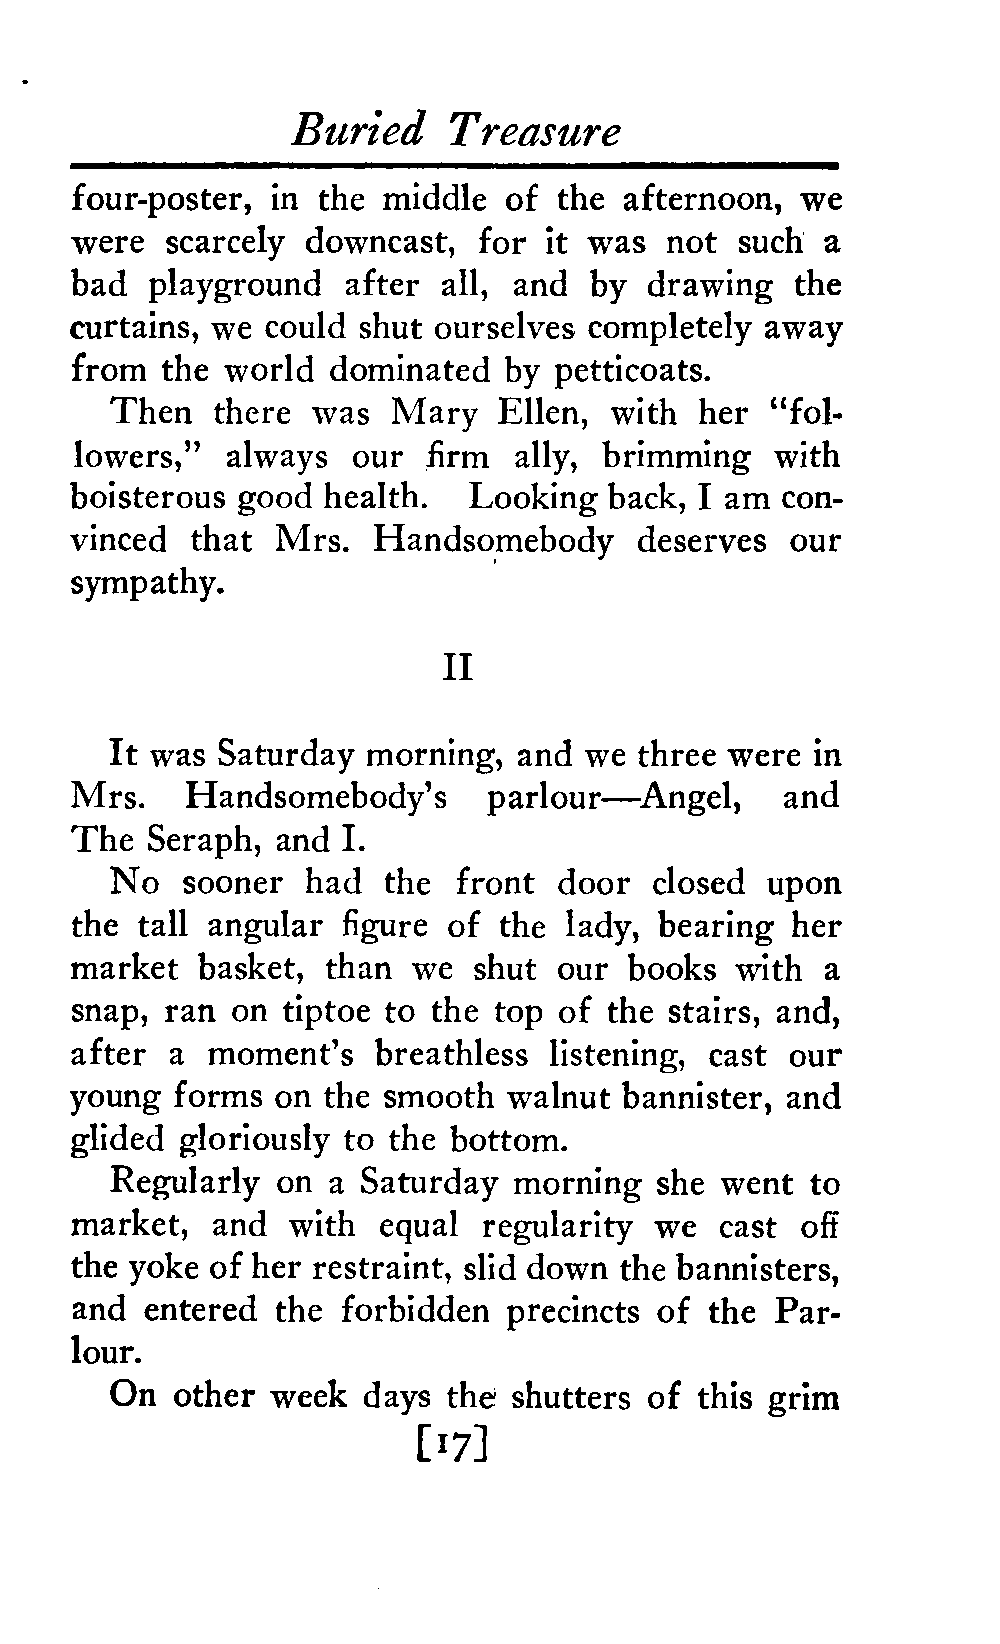 Buried Treasure
four-poster, in the middle of the afternoon, we
were scarcely downcast, for it was not such a
bad playground after all, and by drawing the
curtains, we could shut ourselves completely away
from the world dominated by petticoats.
Then there was Mary Ellen, with her "fol-
lowers," always our firm ally, brimming with
boisterous good health. Looking back, I am con-
vinced that Mrs. Handsomebody deserves our
sympathy.
II
It was Saturday morning, and we three were in
Mrs. Handsomebody's parlour—Angel, and
The Seraph, and I.
No sooner had the front door closed upon
the tall angular figure of the lady, bearing her
market basket, than we shut our books with a
snap, ran on tiptoe to the top of the stairs, and,
after a moment's breathless listening, cast our
young forms on the smooth walnut bannister, and
glided gloriously to the bottom.
Regularly on a Saturday morning she went to
market, and with equal regularity we cast off
the yoke of her restraint, slid down the bannisters,
and entered the forbidden precincts of the Par-
lour.
On other week days the shutters of this grim
[17]